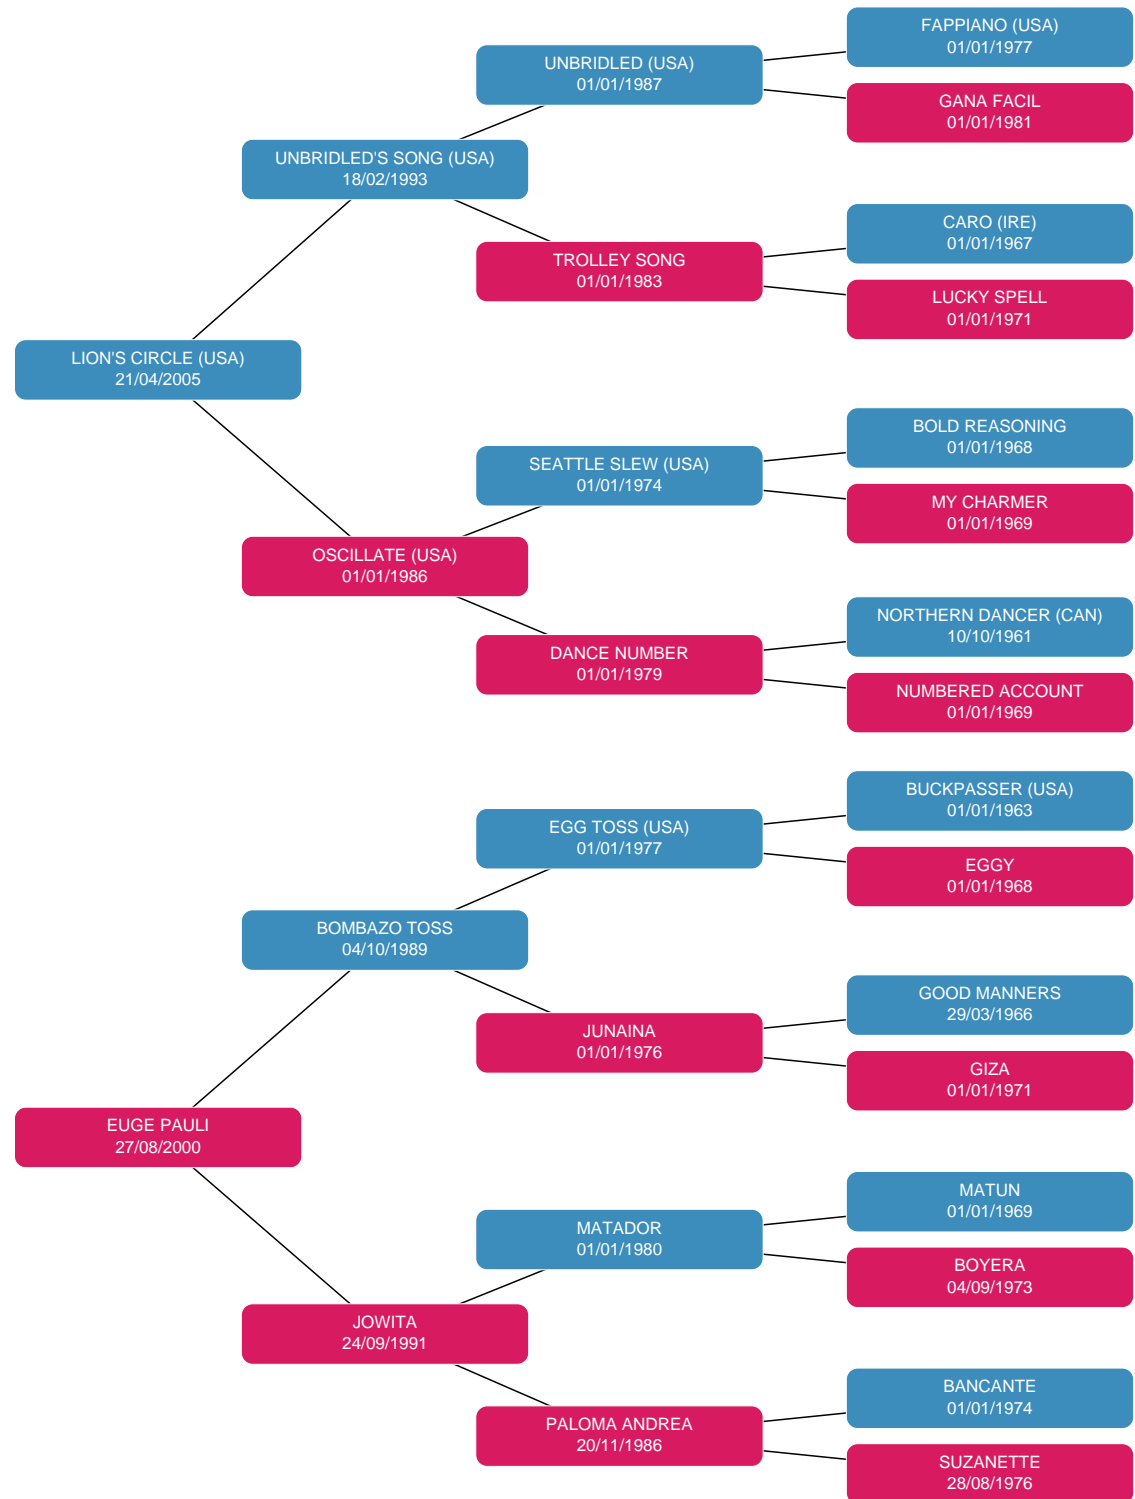 FAPPIANO (USA)
01/01/1977
UNBRIDLED (USA)
01/01/1987
GANA FACIL
01/01/1981
UNBRIDLED'S SONG (USA)
18/02/1993
CARO (IRE)
01/01/1967
TROLLEY SONG
01/01/1983
LUCKY SPELL
01/01/1971
LION'S CIRCLE (USA)
21/04/2005
BOLD REASONING
01/01/1968
SEATTLE SLEW (USA)
01/01/1974
MY CHARMER
01/01/1969
OSCILLATE (USA)
01/01/1986
NORTHERN DANCER (CAN)
10/10/1961
DANCE NUMBER
01/01/1979
NUMBERED ACCOUNT
01/01/1969
BUCKPASSER (USA)
01/01/1963
EGG TOSS (USA)
01/01/1977
EGGY
01/01/1968
BOMBAZO TOSS
04/10/1989
GOOD MANNERS
29/03/1966
JUNAINA
01/01/1976
GIZA
01/01/1971
EUGE PAULI
27/08/2000
MATUN
01/01/1969
MATADOR
01/01/1980
BOYERA
04/09/1973
JOWITA
24/09/1991
BANCANTE
01/01/1974
PALOMA ANDREA
20/11/1986
SUZANETTE
28/08/1976